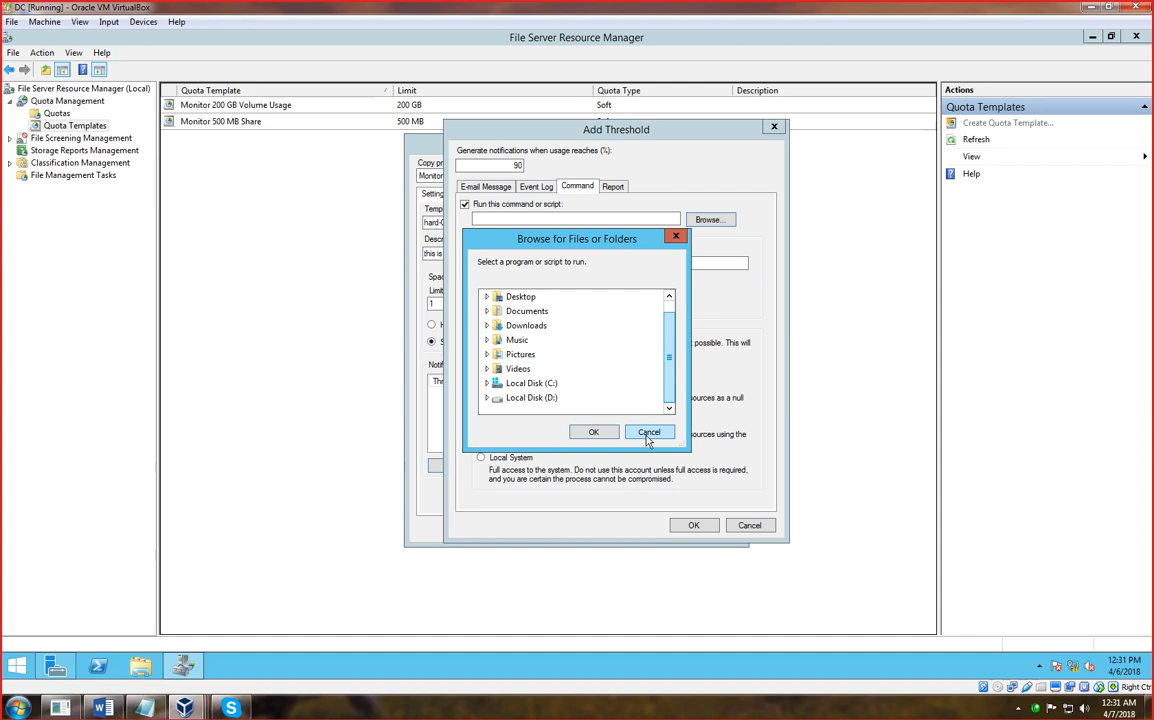 DC [Running] - Oracle VM VirtualBox
File Machine View Input Devices Help
File Server Resource Manager
File Action View Help
File Server Resource Manager (Local)
Quota Management
Quotas
Quota Templates
File Screening Management
Storage Reports Management
Classification Management
File Management Tasks
Quota Template Limit Quota Type Description
Monitor 200 GB Volume Usage 200 GB Soft
Monitor 500 MB Share 500 MB
Actions
Quota Templates
Create Quota Template...
Refresh
View
Help
Add Threshold
Generate notifications when usage reaches (%):
90
E-mail Message Event Log Command Report
Run this command or script:
Browse...
Browse for Files or Folders
Select a program or script to run.
Desktop
Documents
Downloads
Music
Pictures
Videos
Local Disk (C:)
Local Disk (D:)
OK Cancel
possible. This will
sources as a null
sources using the
Local System
Full access to the system. Do not use this account unless full access is required,
and you are certain the process cannot be compromised.
OK Cancel
Monitor
this is
1
12:31 PM
4/6/2018
Right Ctr
12:31 AM
4/7/2018